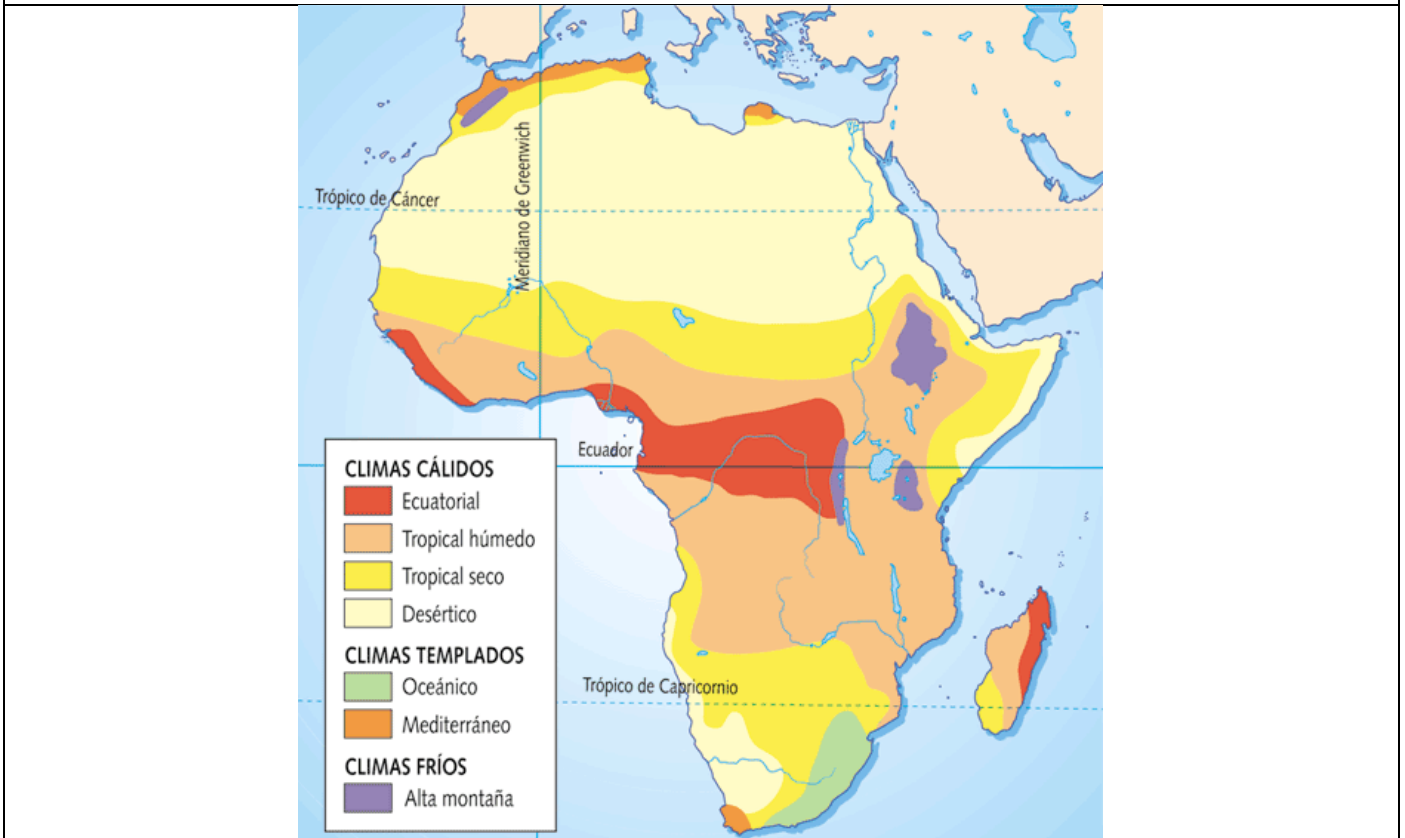 Trópico de Cáncer
Meridiano de Greenwich
Ecuador
CLIMAS CÁLIDOS
Ecuatorial
Tropical húmedo
Tropical seco
Desértico
CLIMAS TEMPLADOS
Oceánico
Mediterráneo
CLIMAS FRÍOS
Alta montaña
Trópico de Capricornio